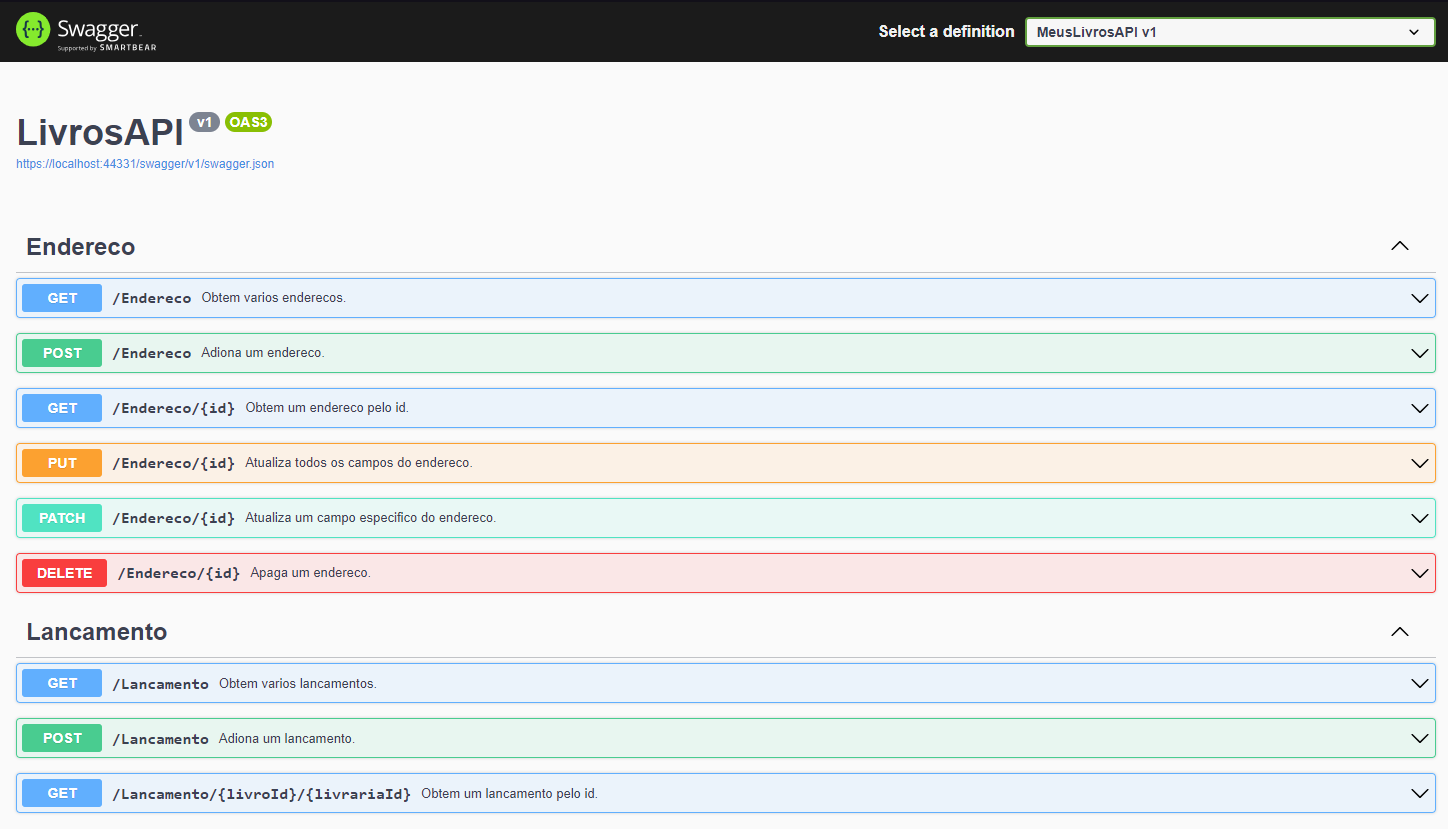 {···} Swagger.
Supported by SMARTBEAR
Select a definition
MeusLivrosAPI v1
LivrosAPI v1 OAS3
https://localhost:44331/swagger/v1/swagger.json
Endereco
GET /Endereco Obtem varios enderecos.
POST /Endereco Adiona um endereco.
GET /Endereco/{id} Obtem um endereco pelo id.
PUT /Endereco/{id} Atualiza todos os campos do endereco.
PATCH /Endereco/{id} Atualiza um campo especifico do endereco.
DELETE /Endereco/{id} Apaga um endereco.
Lancamento
GET /Lancamento Obtem varios lancamentos.
POST /Lancamento Adiona um lancamento.
GET /Lancamento/{livroId}/{livrariaId} Obtem um lancamento pelo id.